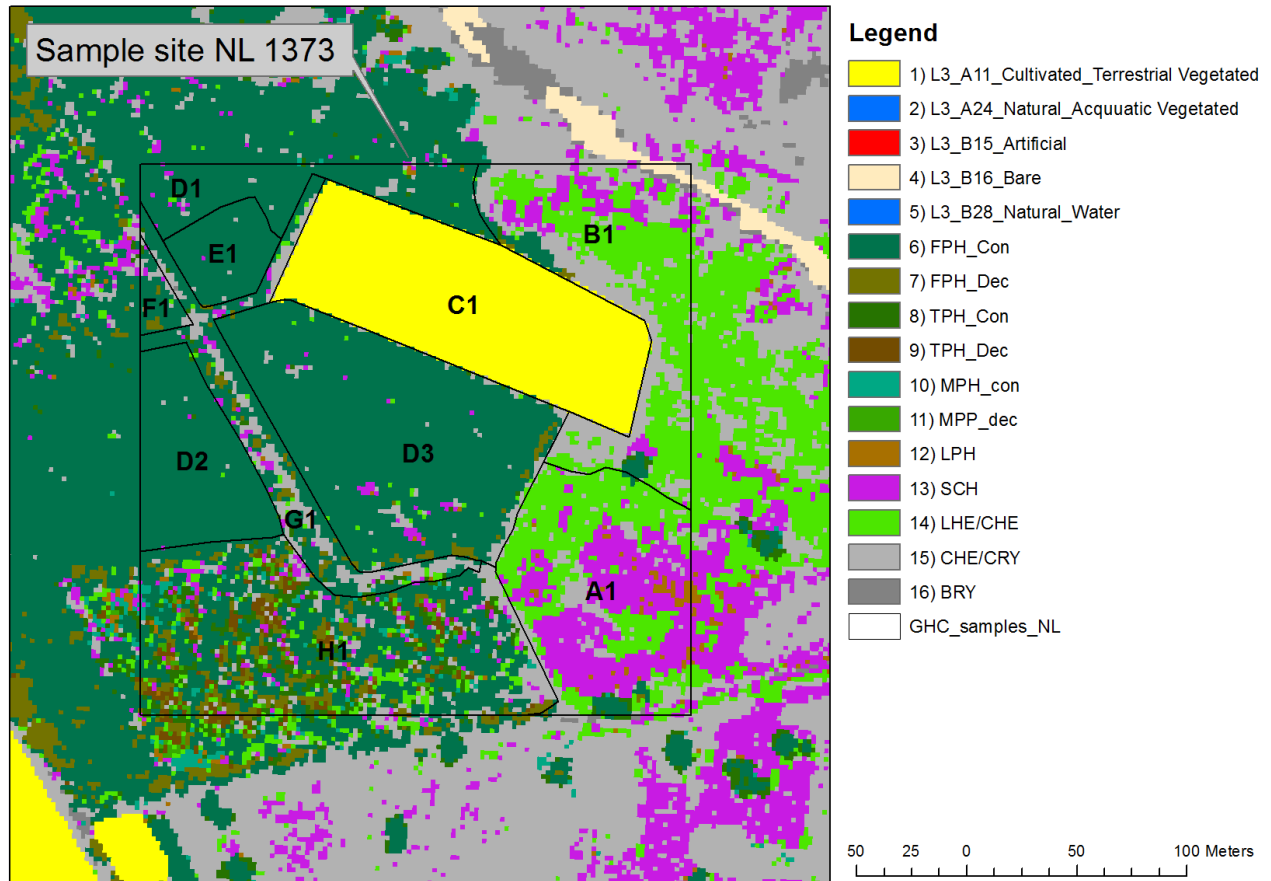 Sample site NL 1373
D1
E1
B1
F1
C1
D2
D3
G1
A1
H1
Legend
1) L3_A11_Cultivated_Terrestrial Vegetated
2) L3_A24_Natural_Acquuatic Vegetated
3) L3_B15_Artificial
4) L3_B16_Bare
5) L3_B28_Natural_Water
6) FPH_Con
7) FPH_Dec
8) TPH_Con
9) TPH_Dec
10) MPH_con
11) MPP_dec
12) LPH
13) SCH
14) LHE/CHE
15) CHE/CRY
16) BRY
GHC_samples_NL
50 25 0 50 100 Meters